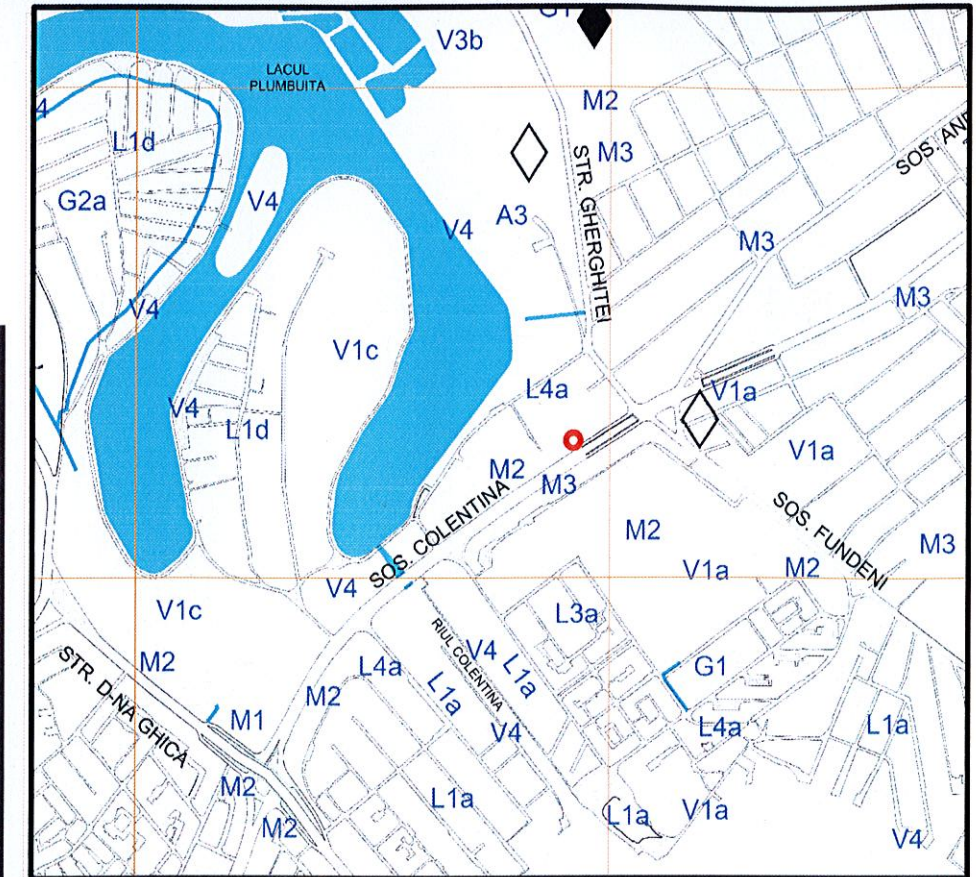 G1
V3b
LACUL
PLUMBUITA
M2
4
L1d
M3
STR. GHERGHITEI
G2a
V4
A3
V4
M3
V4
M3
V1c
L4a
V1a
V4
L1d
V1a
M2
M3
SOS. COLENTINA
M2
SOS. FUNDENI
M3
V1a
M2
V4
V1c
L3a
RIUL COLENTINA
V4
L1a
STR. D-NA GHICA
M2
L4a
L1a
G1
M2
M1
V4
L4a
L1a
M2
L1a
L1a
V1a
M2
V4